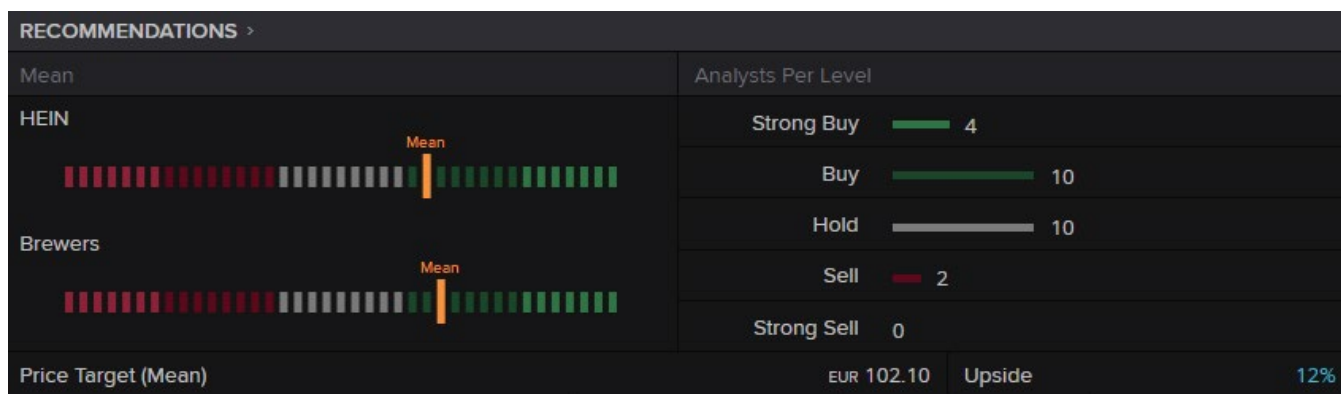 RECOMMENDATIONS >
Mean
Analysts Per Level
HEIN
Mean
Brewers
Mean
Strong Buy 4
Buy 10
Hold 10
Sell 2
Strong Sell 0
Price Target (Mean) EUR 102.10 Upside 12%